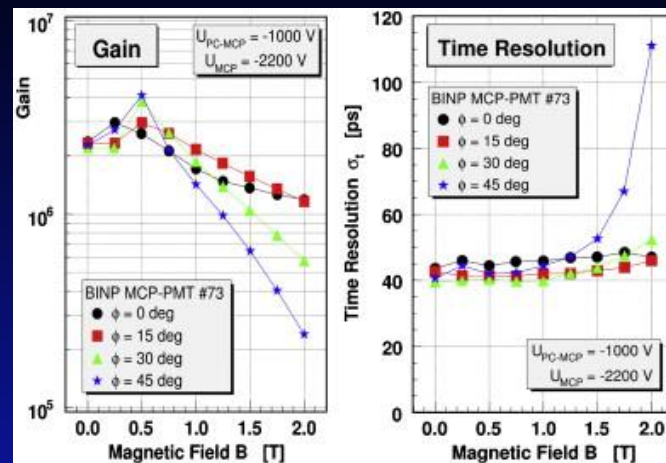 Gain
U_PC-MCP = -1000 V
U_MCP = -2200 V
Gain
10^7
10^6
10^5
BINP MCP-PMT #73
ϕ = 0 deg
ϕ = 15 deg
ϕ = 30 deg
ϕ = 45 deg
0.0 0.5 1.0 1.5 2.0
Magnetic Field B [T]
Time Resolution
Time Resolution σ_t [ps]
120
100
80
60
40
20
0
BINP MCP-PMT #73
ϕ = 0 deg
ϕ = 15 deg
ϕ = 30 deg
ϕ = 45 deg
U_PC-MCP = -1000 V
U_MCP = -2200 V
0.0 0.5 1.0 1.5 2.0
Magnetic Field B [T]